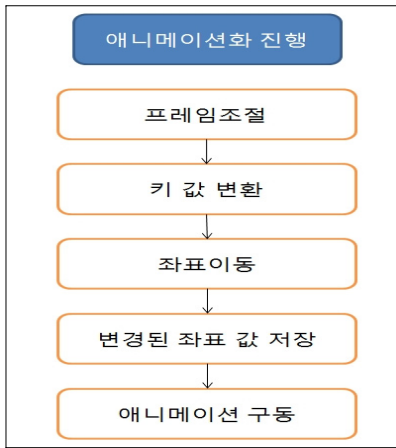 애니메이션화 진행
프레임조절
키 값 변환
좌표이동
변경된 좌표 값 저장
애니메이션 구동